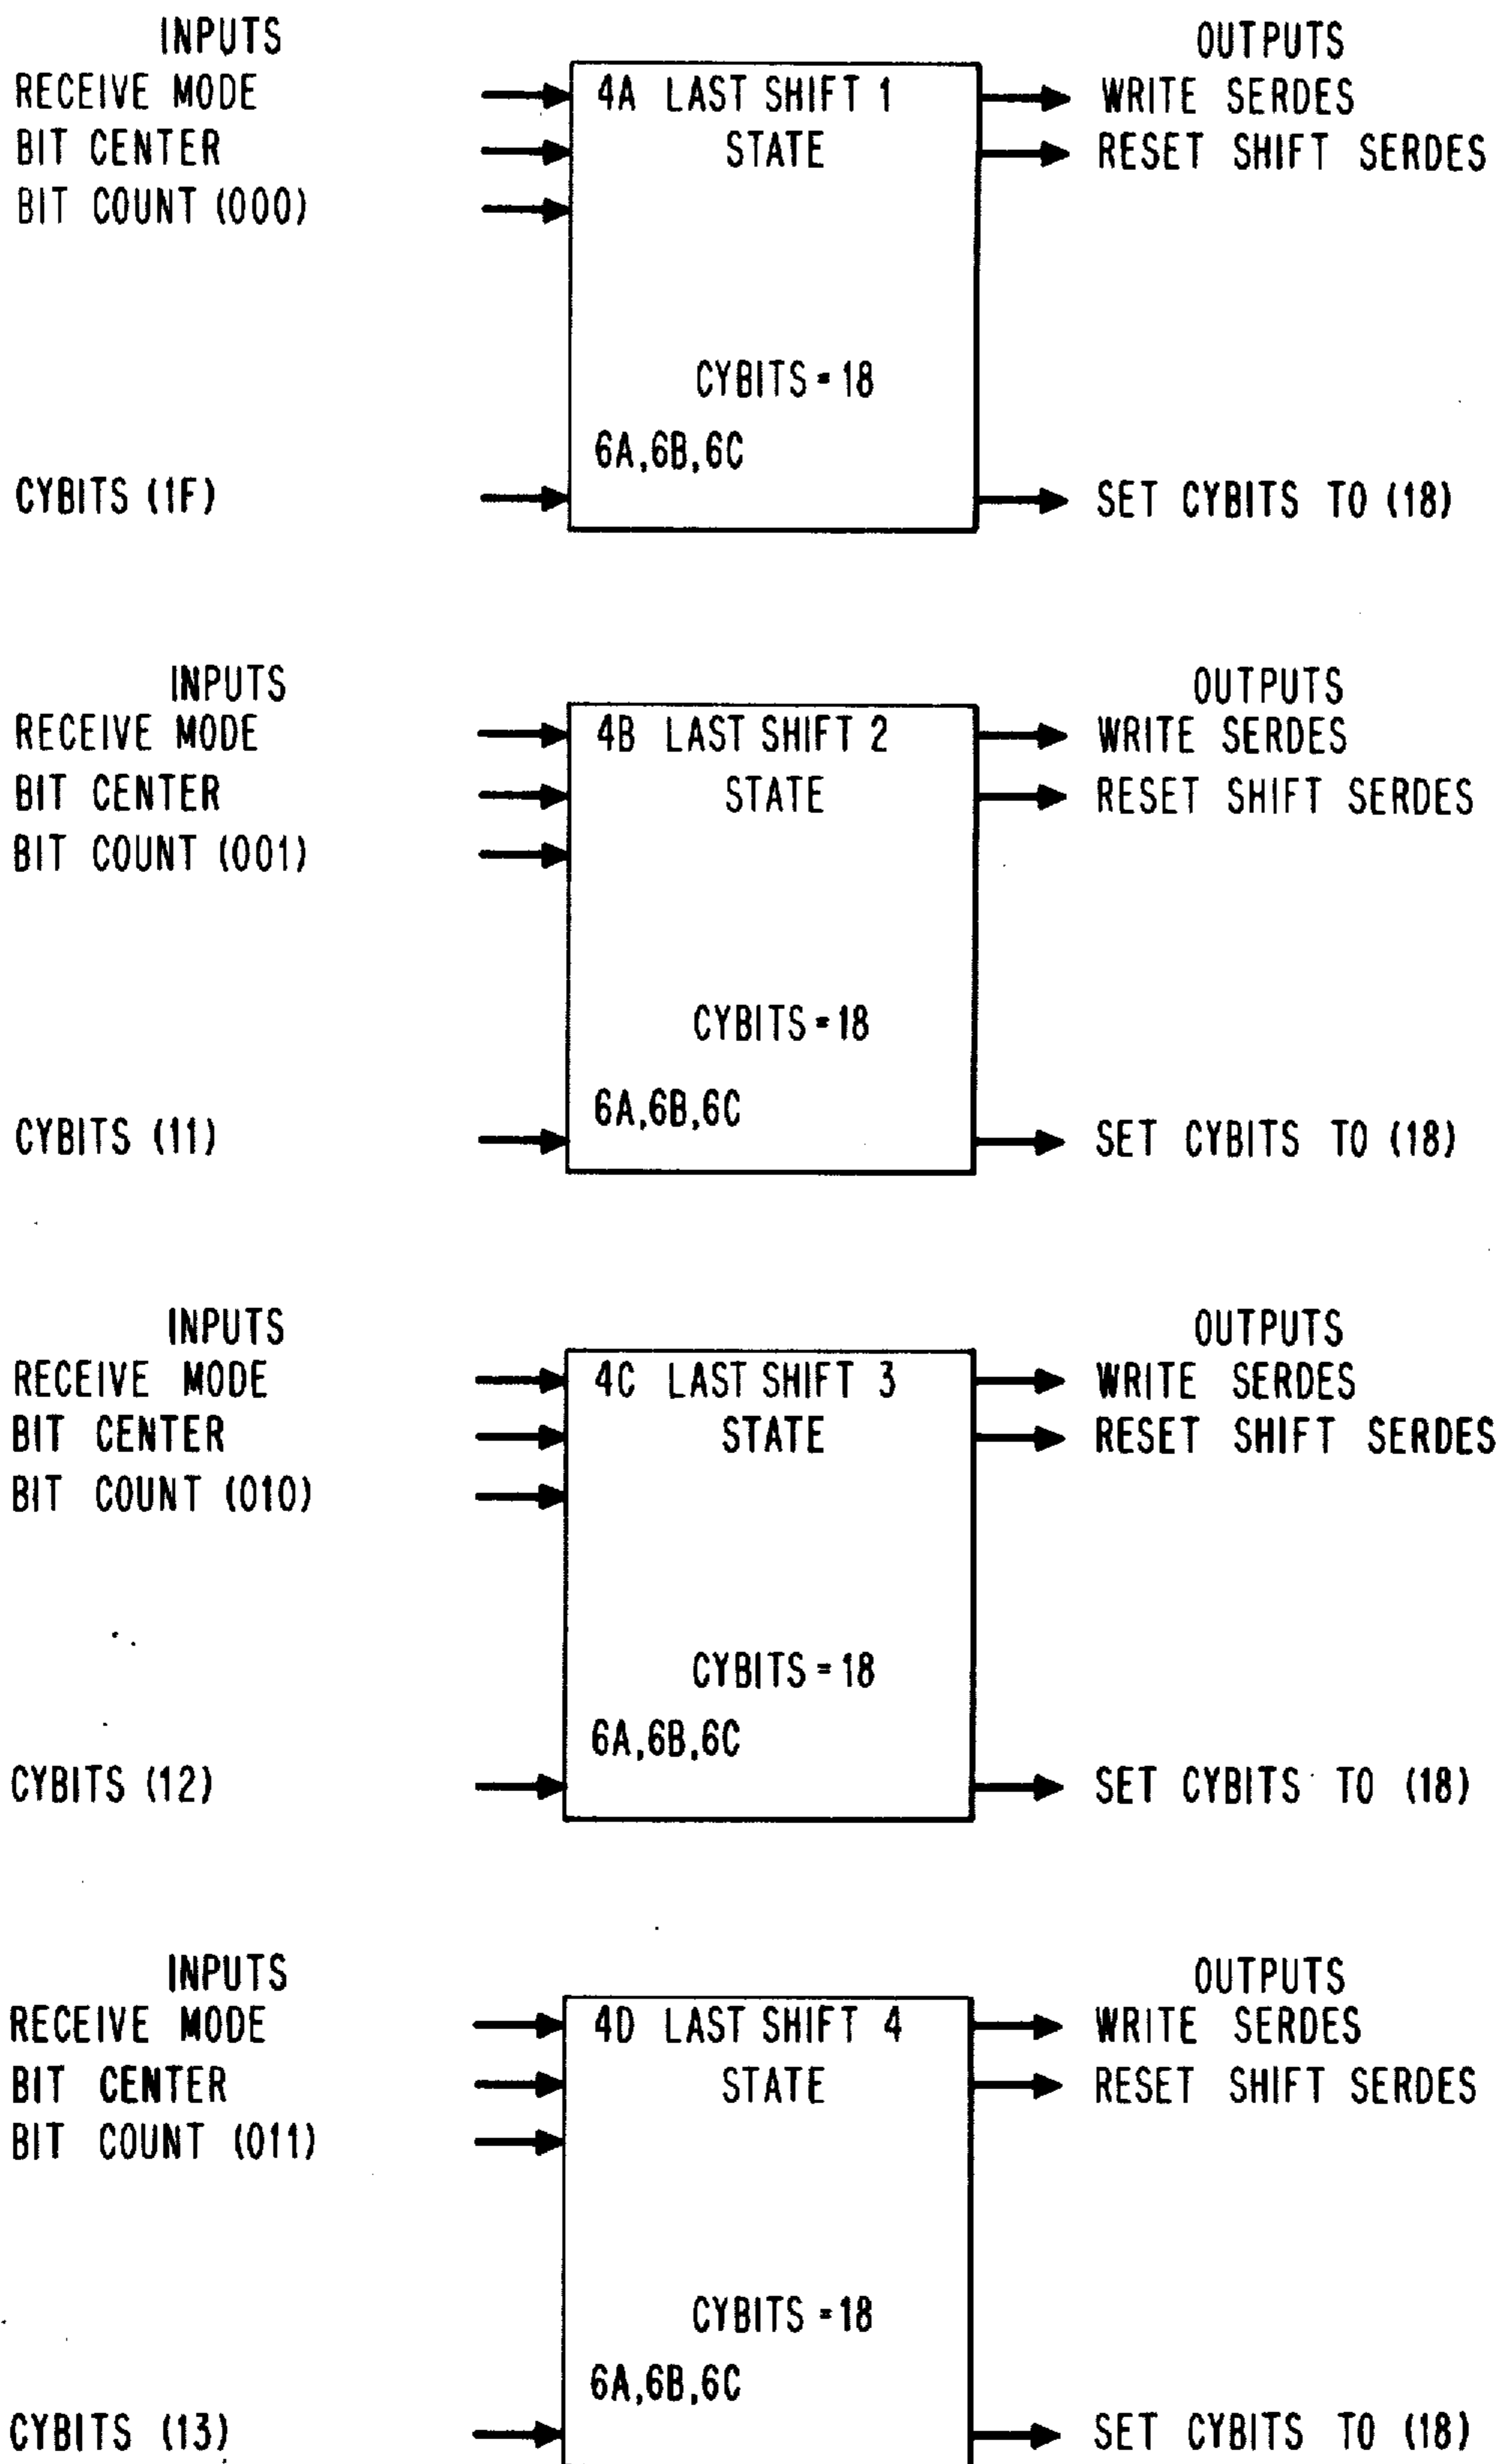 INPUTS
OUTPUTS
RECEIVE MODE
4A LAST SHIFT 1
WRITE SERDES
BIT CENTER
STATE
RESET SHIFT SERDES
BIT COUNT (000)
CYBITS = 18
6A,6B,6C
CYBITS (1F)
SET CYBITS TO (18)
INPUTS
OUTPUTS
RECEIVE MODE
4B LAST SHIFT 2
WRITE SERDES
BIT CENTER
STATE
RESET SHIFT SERDES
BIT COUNT (001)
CYBITS = 18
6A,6B,6C
CYBITS (11)
SET CYBITS TO (18)
INPUTS
OUTPUTS
RECEIVE MODE
4C LAST SHIFT 3
WRITE SERDES
BIT CENTER
STATE
RESET SHIFT SERDES
BIT COUNT (010)
CYBITS = 18
6A,6B,6C
CYBITS (12)
SET CYBITS TO (18)
INPUTS
OUTPUTS
RECEIVE MODE
4D LAST SHIFT 4
WRITE SERDES
BIT CENTER
STATE
RESET SHIFT SERDES
BIT COUNT (011)
CYBITS = 18
6A,6B,6C
CYBITS (13)
SET CYBITS TO (18)